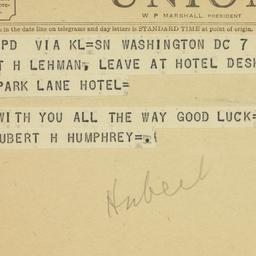 UNION
W. P. MARSHALL, PRESIDENT
in the date line on telegrams and day letters is STANDARD TIME at point of origin.
PD VIA KL=SN WASHINGTON DC 7
T H LEHMAN, LEAVE AT HOTEL DESK
PARK LANE HOTEL=
WITH YOU ALL THE WAY GOOD LUCK=
UBERT H HUMPHREY=.
Hubert